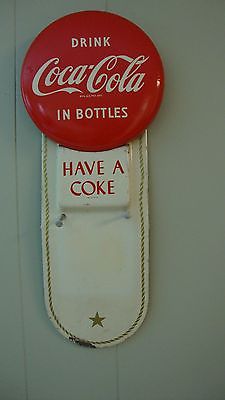 DRINK
Coca-Cola
IN BOTTLES
HAVE A
COKE